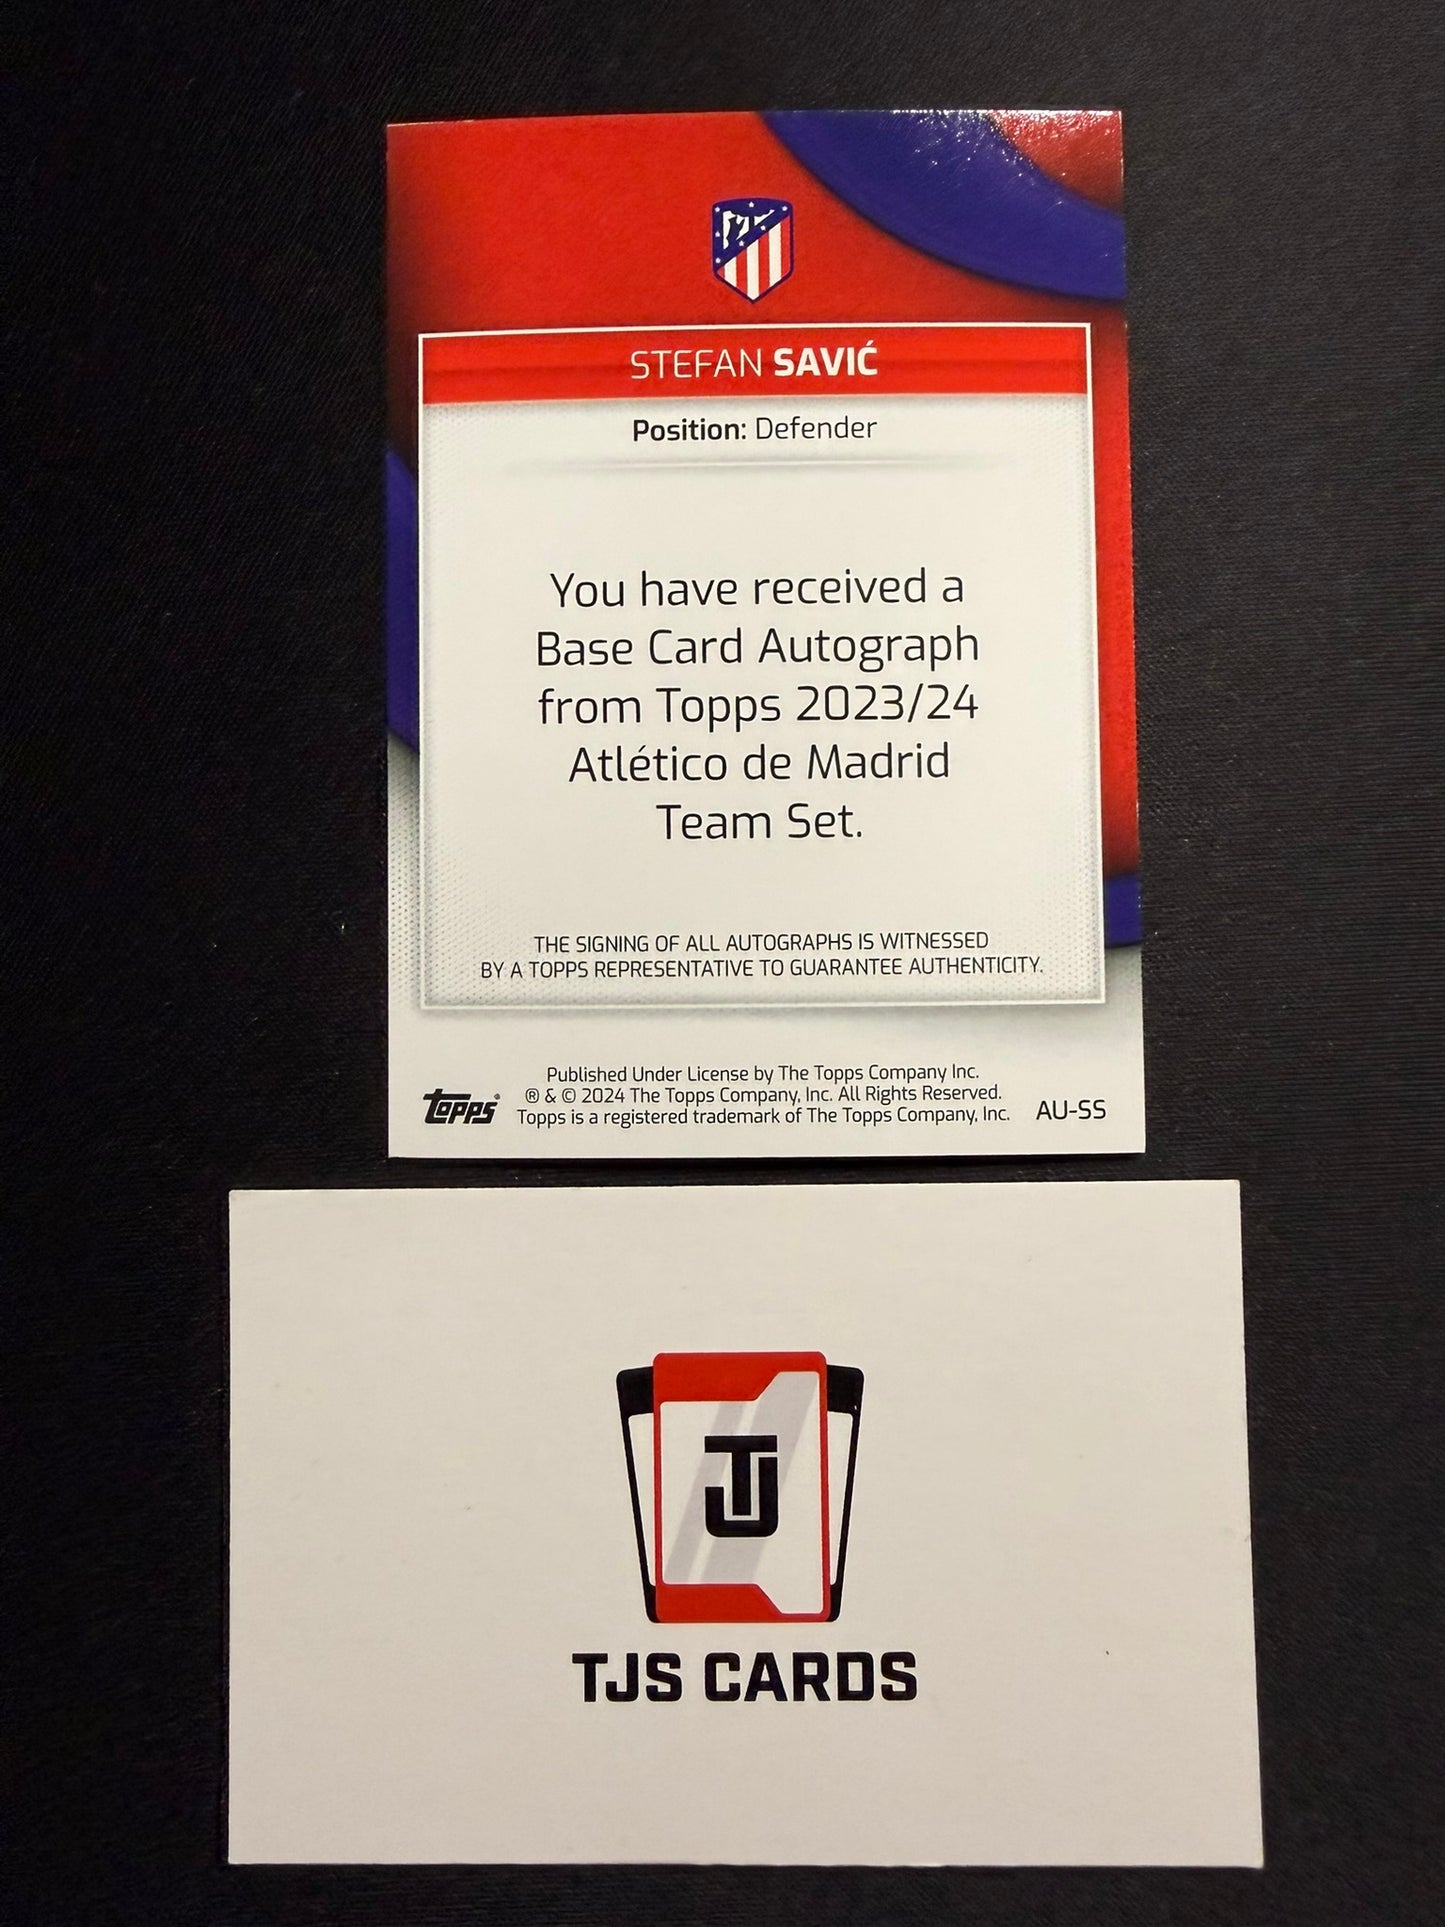 STEFAN SAVIĆ
Position: Defender
You have received a
Base Card Autograph
from Topps 2023/24
Atlético de Madrid
Team Set.
THE SIGNING OF ALL AUTOGRAPHS IS WITNESSED
BY A TOPPS REPRESENTATIVE TO GUARANTEE AUTHENTICITY.
Published Under License by The Topps Company Inc.
® & © 2024 The Topps Company, Inc. All Rights Reserved.
Topps is a registered trademark of The Topps Company, Inc.
Topps®
AU-SS
TJ
TJS CARDS